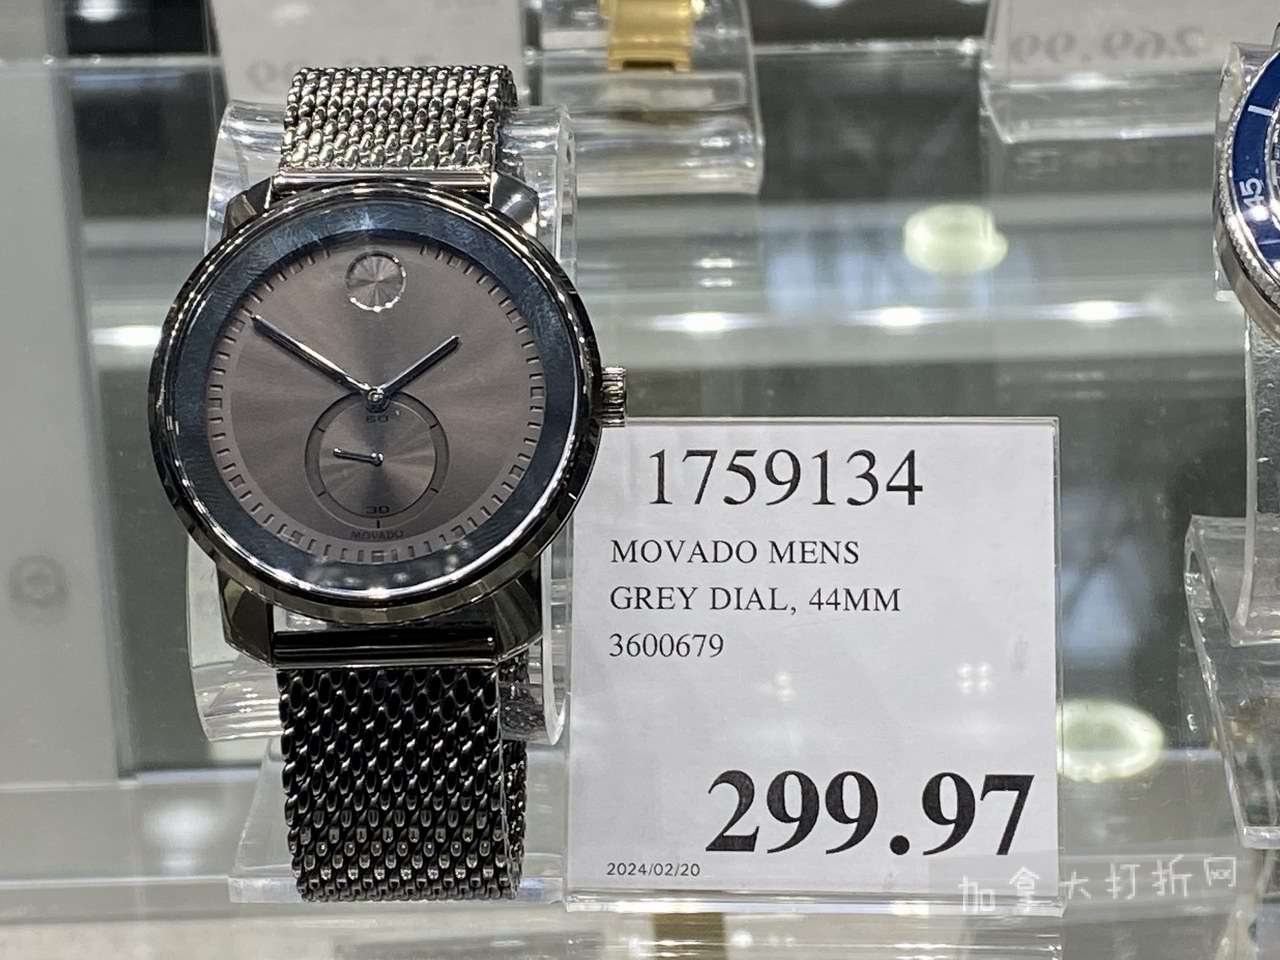 60
30
MOVADO
45
1759134
MOVADO MENS
GREY DIAL, 44MM
3600679
299.97
2024/02/20
加拿大打折网